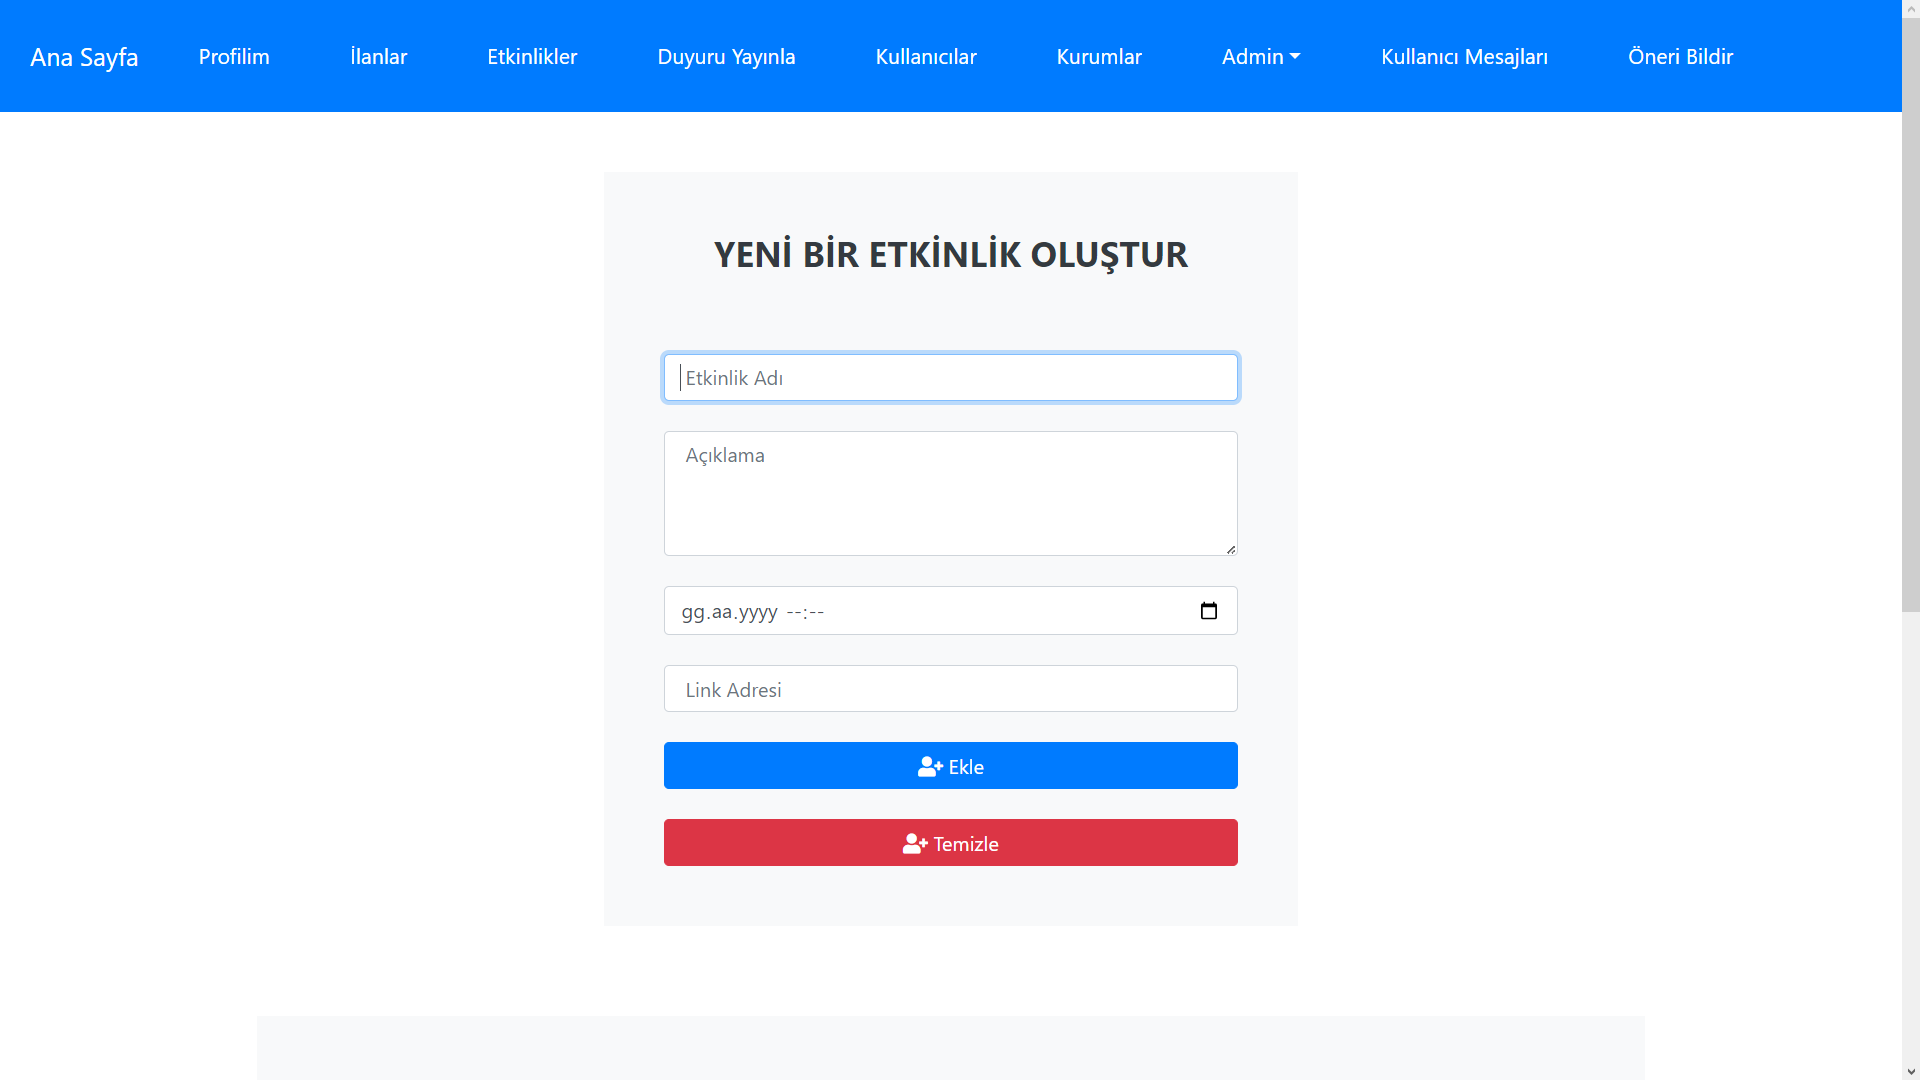 Ana Sayfa Profilim İlanlar Etkinlikler Duyuru Yayınla Kullanıcılar Kurumlar Admin Kullanıcı Mesajları Öneri Bildir
YENİ BİR ETKİNLİK OLUŞTUR
Etkinlik Adı
Açıklama
gg.aa.yyyy --:--
Link Adresi
Ekle
Temizle